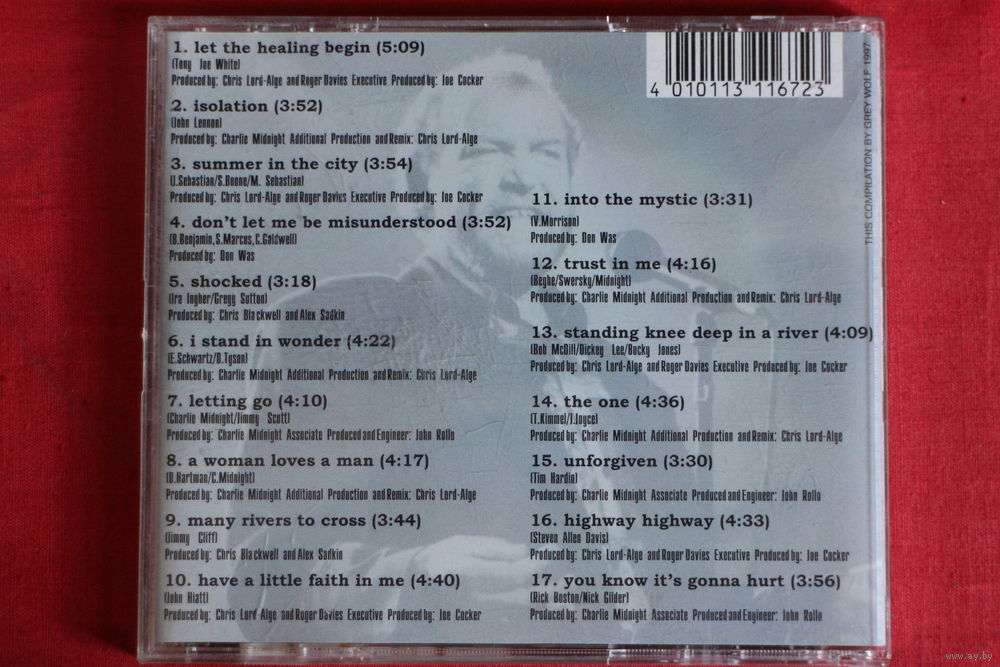 1. let the healing begin (5:09)
(Tony Joe White)
Produced by: Chris Lord-Alge and Roger Davies Executive Produced by: Joe Cocker
2. isolation (3:52)
(John Lennon)
Produced by: Charlie Midnight Additional Production and Remix: Chris Lord-Alge
3. summer in the city (3:54)
(J.Sebastian/S.Boone/M. Sebastian)
Produced by: Chris Lord-Alge and Roger Davies Executive Produced by: Joe Cocker
4. don't let me be misunderstood (3:52)
(B.Benjamin,S.Marcus,C.Caldwell)
Produced by: Don Was
5. shocked (3:18)
(Ira Ingber/Gregg Sutton)
Produced by: Chris Blackwell and Alex Sadkin
6. i stand in wonder (4:22)
(E.Schwartz/D.Tyson)
Produced by: Charlie Midnight Additional Production and Remix: Chris Lord-Alge
7. letting go (4:10)
(Charlie Midnight/Jimmy Scott)
Produced by: Charlie Midnight Associate Produced and Engineer: John Rollo
8. a woman loves a man (4:17)
(D.Hartman/C.Midnight)
Produced by: Charlie Midnight Additional Production and Remix: Chris Lord-Alge
9. many rivers to cross (3:44)
(Jimmy Cliff)
Produced by: Chris Blackwell and Alex Sadkin
10. have a little faith in me (4:40)
(John Hiatt)
Produced by: Chris Lord-Alge and Roger Davies Executive Produced by: Joe Cocker
11. into the mystic (3:31)
(V.Morrison)
Produced by: Don Was
12. trust in me (4:16)
(Beghe/Swersky/Midnight)
Produced by: Charlie Midnight Additional Production and Remix: Chris Lord-Alge
13. standing knee deep in a river (4:09)
(Bob McDill/Dickey Lee/Bucky Jones)
Produced by: Chris Lord-Alge and Roger Davies Executive Produced by: Joe Cocker
14. the one (4:36)
(T.Kimmel/J.Joyce)
Produced by: Charlie Midnight Additional Production and Remix: Chris Lord-Alge
15. unforgiven (3:30)
(Tim Hardin)
Produced by: Charlie Midnight Associate Produced and Engineer: John Rollo
16. highway highway (4:33)
(Steven Allen Davis)
Produced by: Chris Lord-Alge and Roger Davies Executive Produced by: Joe Cocker
17. you know it's gonna hurt (3:56)
(Rick Boston/Nick Gilder)
Produced by: Charlie Midnight Associate Produced and Engineer: John Rollo
4 010113 116723
THIS COMPILATION BY GREY WOLF 1997
www.ay.by